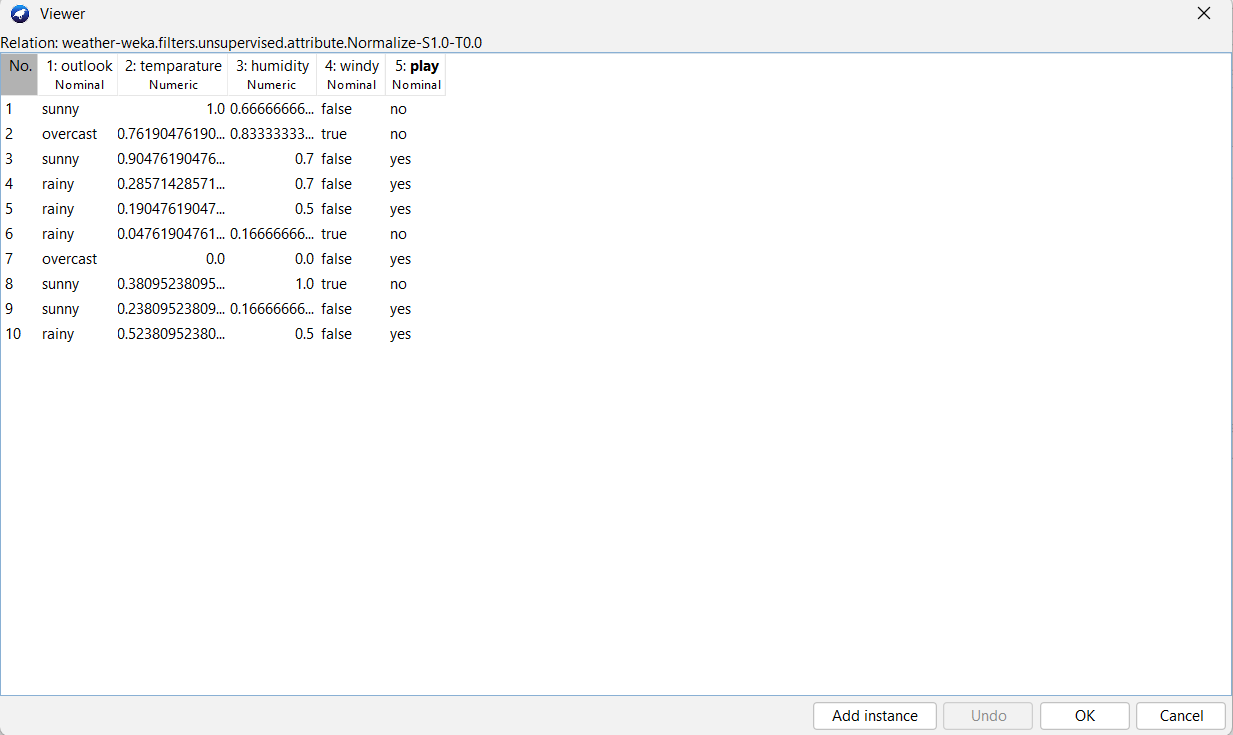 Viewer
Relation: weather-weka.filters.unsupervised.attribute.Normalize-S1.0-T0.0
No. 1: outlook 2: temparature 3: humidity 4: windy 5: play
Nominal Numeric Numeric Nominal Nominal
1 sunny 1.0 0.66666666... false no
2 overcast 0.76190476190... 0.83333333... true no
3 sunny 0.90476190476... 0.7 false yes
4 rainy 0.28571428571... 0.7 false yes
5 rainy 0.19047619047... 0.5 false yes
6 rainy 0.04761904761... 0.16666666... true no
7 overcast 0.0 0.0 false yes
8 sunny 0.38095238095... 1.0 true no
9 sunny 0.23809523809... 0.16666666... false yes
10 rainy 0.52380952380... 0.5 false yes
Add instance Undo OK Cancel